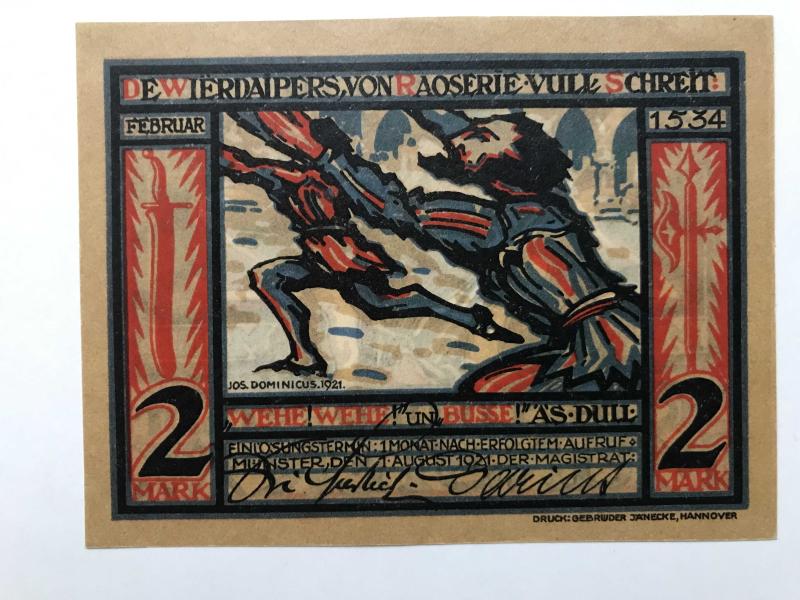 DE WIERDAIPERS, VON RAOSERIE VULL SCHREIT:
FEBRUAR
1534
JOS. DOMINICUS. 1921.
„WEHE! WEHE!" UN „BUSSE!" ÄS DULL.
EINLÖSUNGSTERMIN: 1 MONAT NACH ERFOLGTEM AUFRUF
MÜNSTER, DEN 1. AUGUST 1921. DER MAGISTRAT:
2
MARK
2
MARK
DRUCK: GEBRÜDER JÄNECKE, HANNOVER